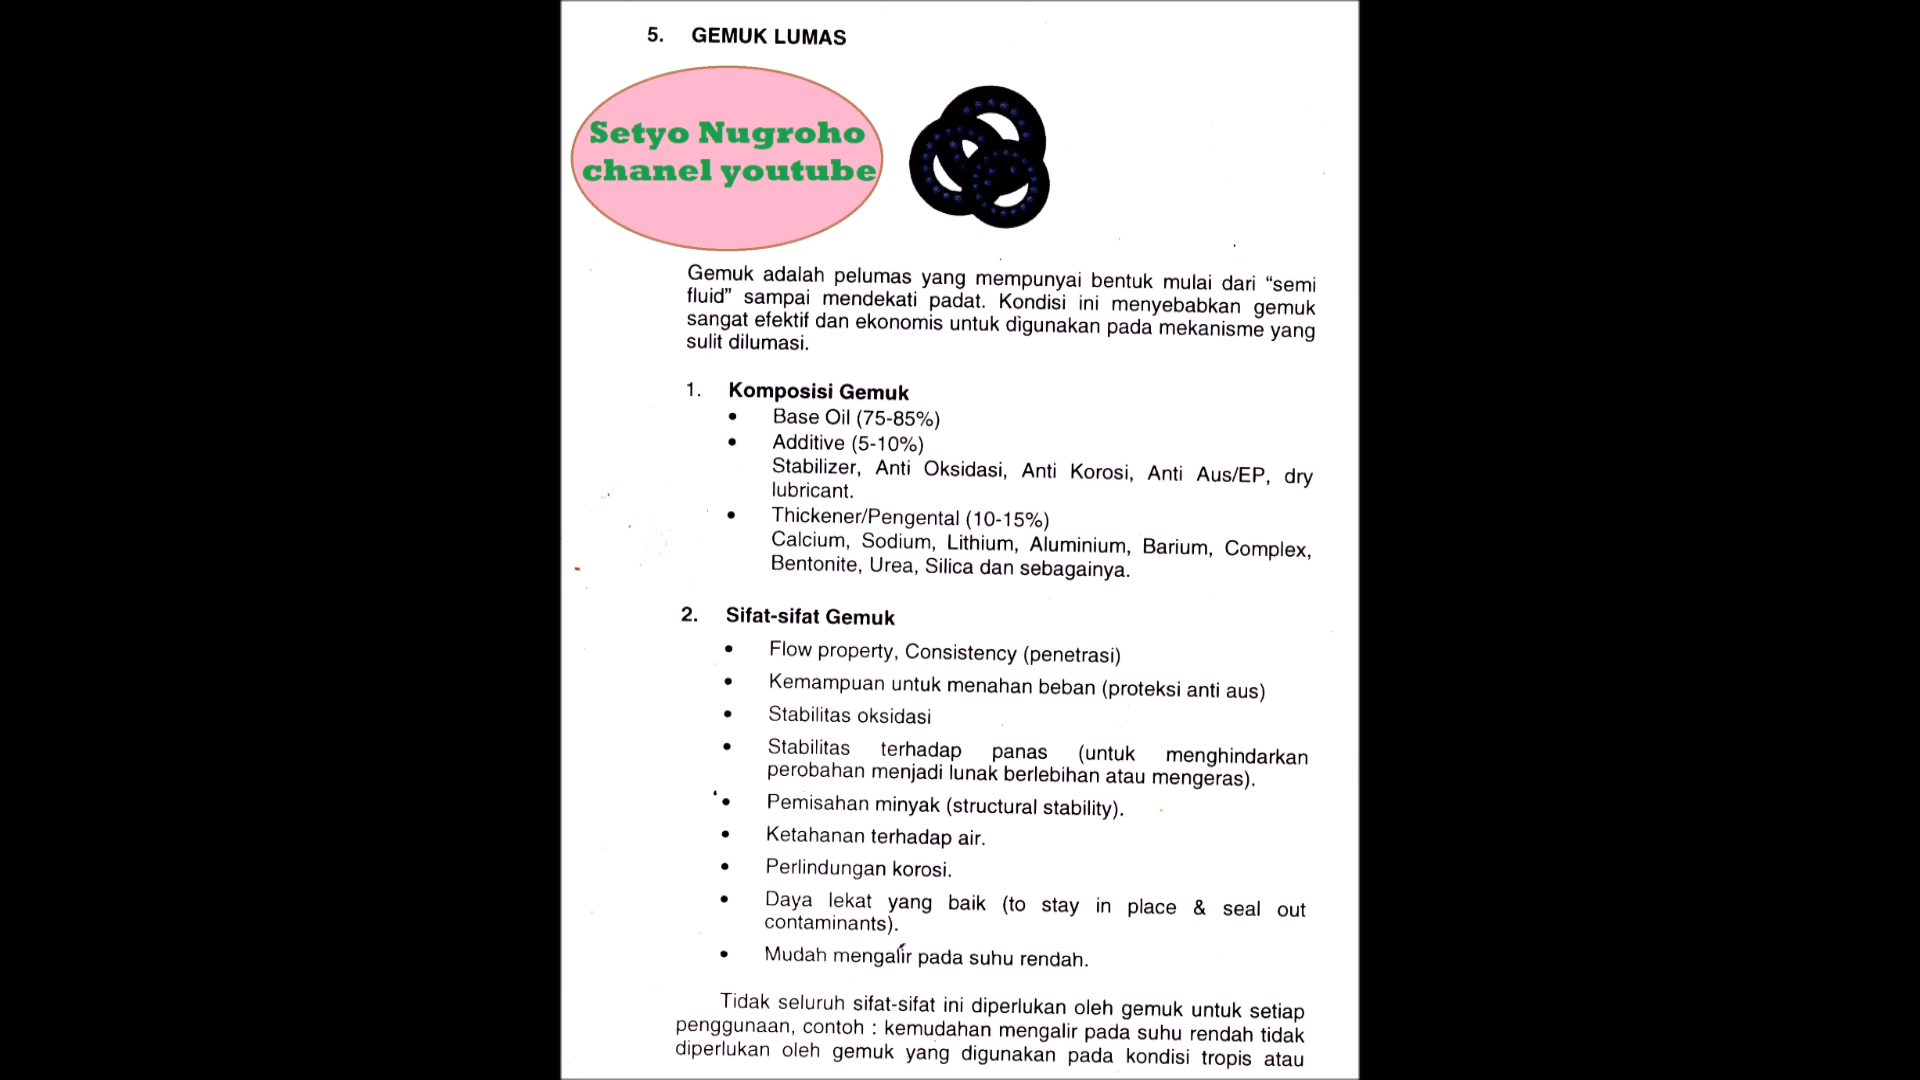 5. GEMUK LUMAS
Setyo Nugroho
chanel youtube
Gemuk adalah pelumas yang mempunyai bentuk mulai dari “semi
fluid” sampai mendekati padat. Kondisi ini menyebabkan gemuk
sangat efektif dan ekonomis untuk digunakan pada mekanisme yang
sulit dilumasi.
1. Komposisi Gemuk
• Base Oil (75-85%)
• Additive (5-10%)
Stabilizer, Anti Oksidasi, Anti Korosi, Anti Aus/EP, dry
lubricant.
• Thickener/Pengental (10-15%)
Calcium, Sodium, Lithium, Aluminium, Barium, Complex,
Bentonite, Urea, Silica dan sebagainya.
2. Sifat-sifat Gemuk
• Flow property, Consistency (penetrasi)
• Kemampuan untuk menahan beban (proteksi anti aus)
• Stabilitas oksidasi
• Stabilitas terhadap panas (untuk menghindarkan
perobahan menjadi lunak berlebihan atau mengeras).
• Pemisahan minyak (structural stability).
• Ketahanan terhadap air.
• Perlindungan korosi.
• Daya lekat yang baik (to stay in place & seal out
contaminants).
• Mudah mengalir pada suhu rendah.
Tidak seluruh sifat-sifat ini diperlukan oleh gemuk untuk setiap
penggunaan, contoh : kemudahan mengalir pada suhu rendah tidak
diperlukan oleh gemuk yang digunakan pada kondisi tropis atau